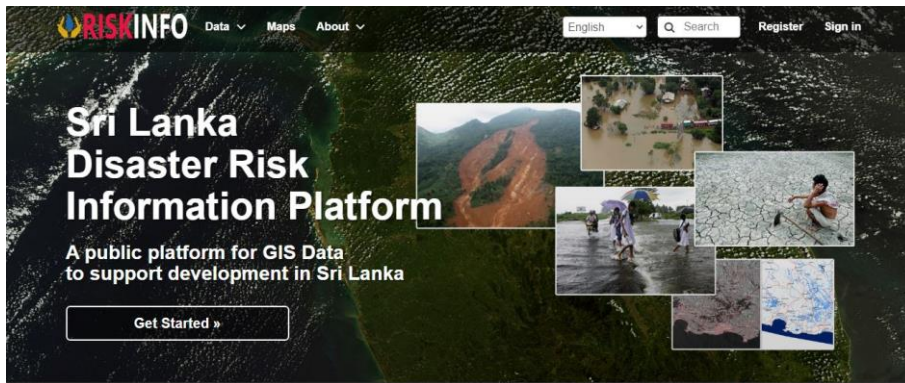 RISKINFO Data Maps About English Search Register Sign in
Sri Lanka
Disaster Risk
Information Platform
A public platform for GIS Data
to support development in Sri Lanka
Get Started »